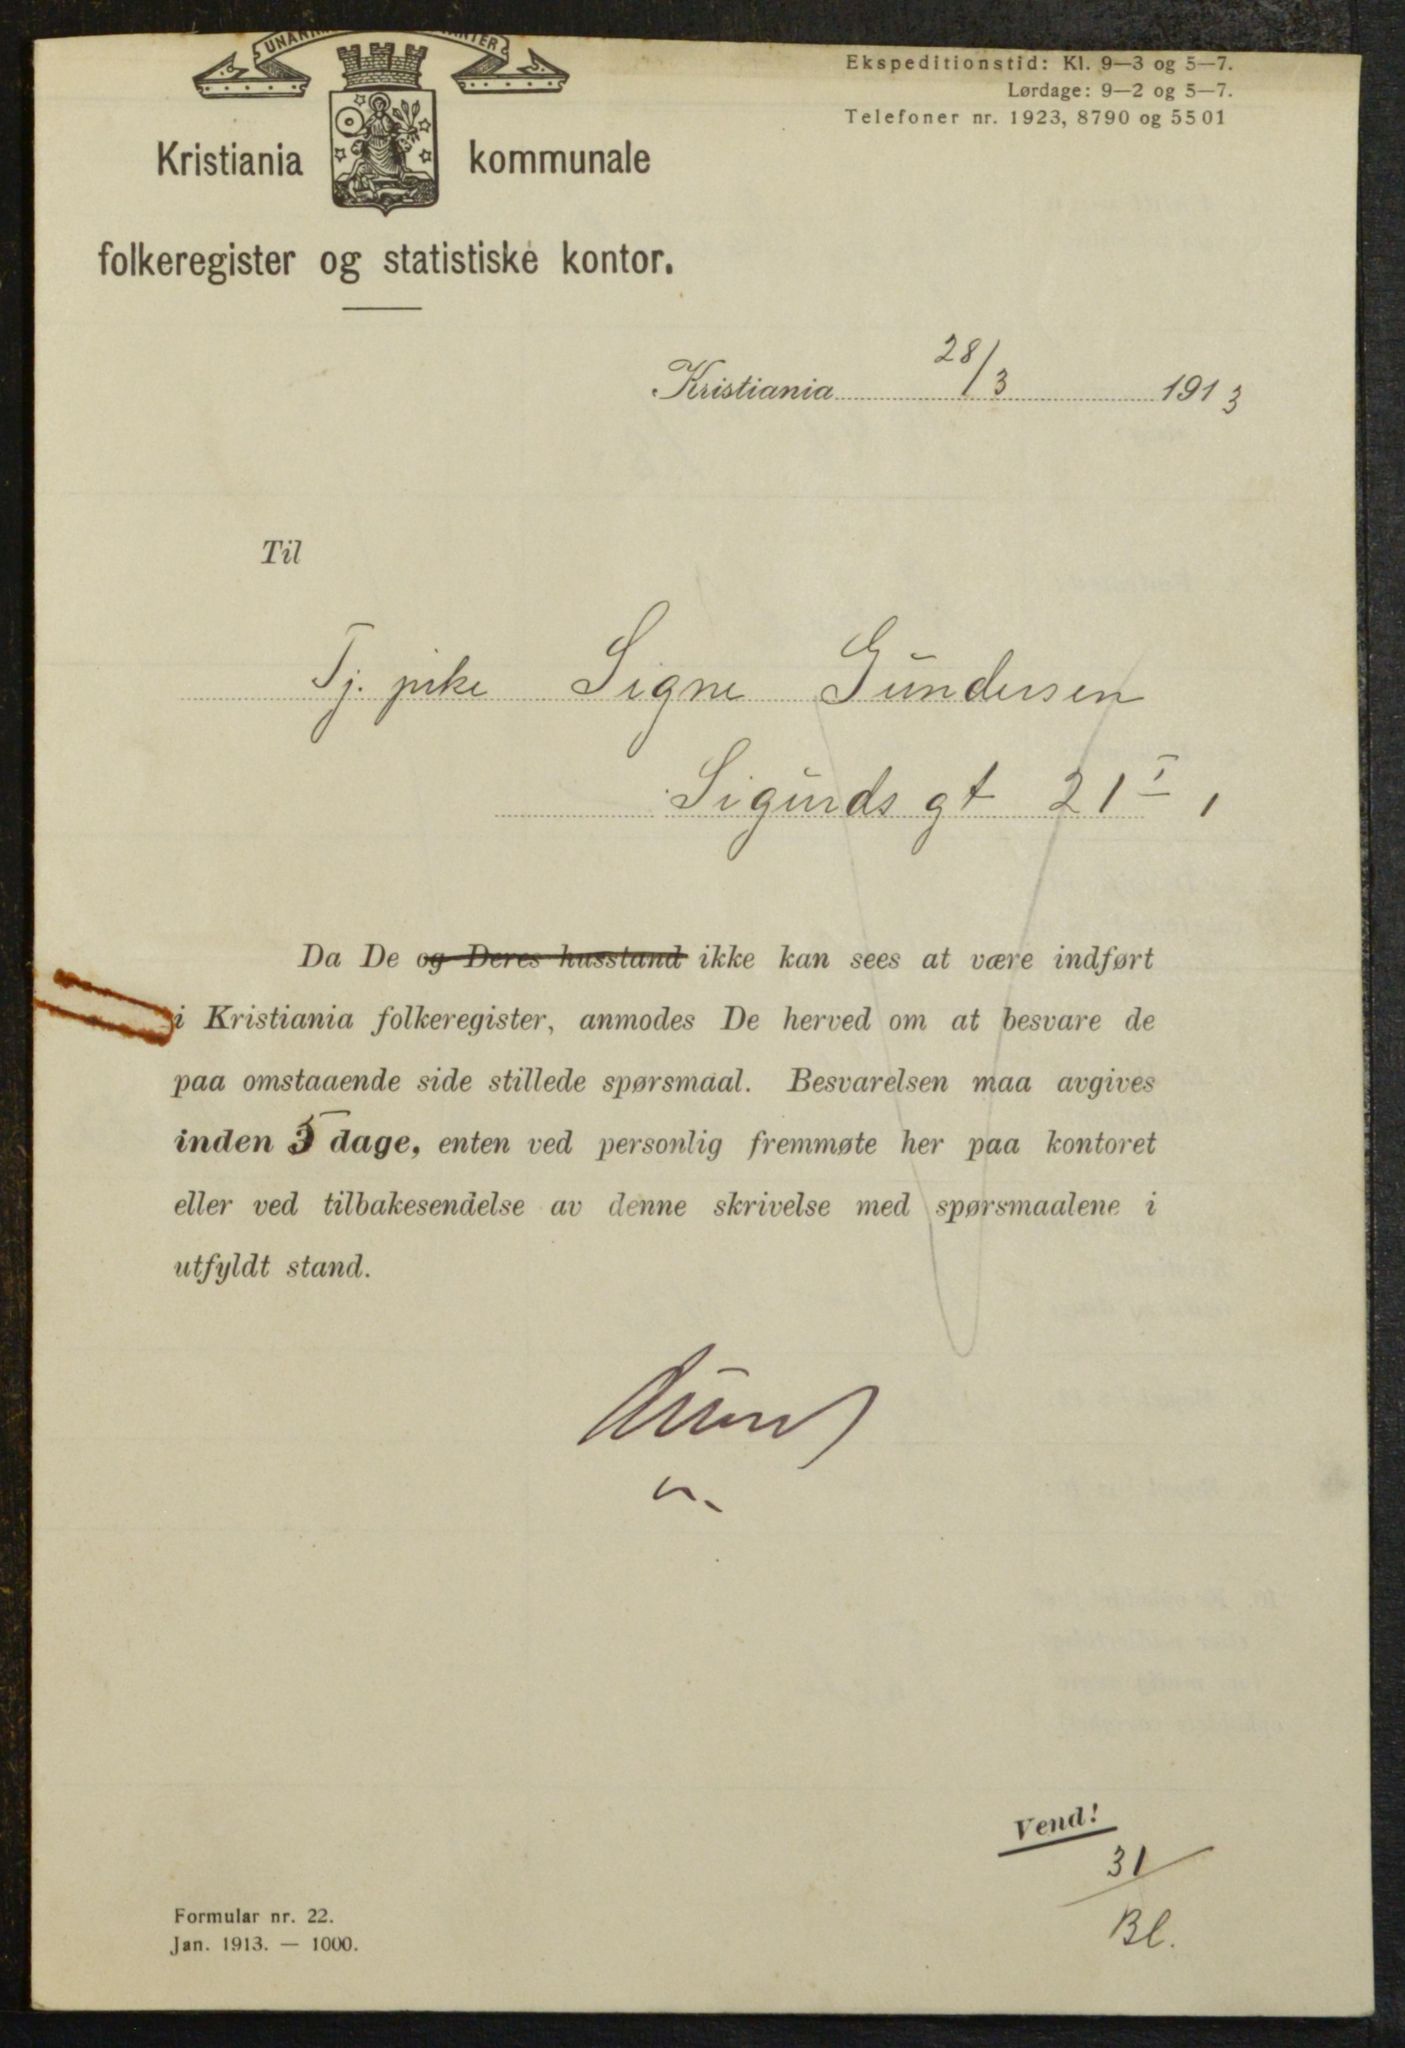 Ekspeditionstid: Kl. 9—3 og 5—7.
Lørdage: 9—2 og 5—7.
Telefoner nr. 1923, 8790 og 5501
Kristiania kommunale
folkeregister og statistiske kontor.
Kristiania 28/3 1913
Til
Tj. pike Signe Gundersen
Sigurds gt 21 I 1
Da De og Deres husstand ikke kan sees at være indført
i Kristiania folkeregister, anmodes De herved om at besvare de
paa omstaaende side stillede spørsmaal. Besvarelsen maa avgives
inden 5 dage, enten ved personlig fremmøte her paa kontoret
eller ved tilbakesendelse av denne skrivelse med spørsmaalene i
utfyldt stand.
Vend!
31
Bl.
Formular nr. 22.
Jan. 1913. — 1000.